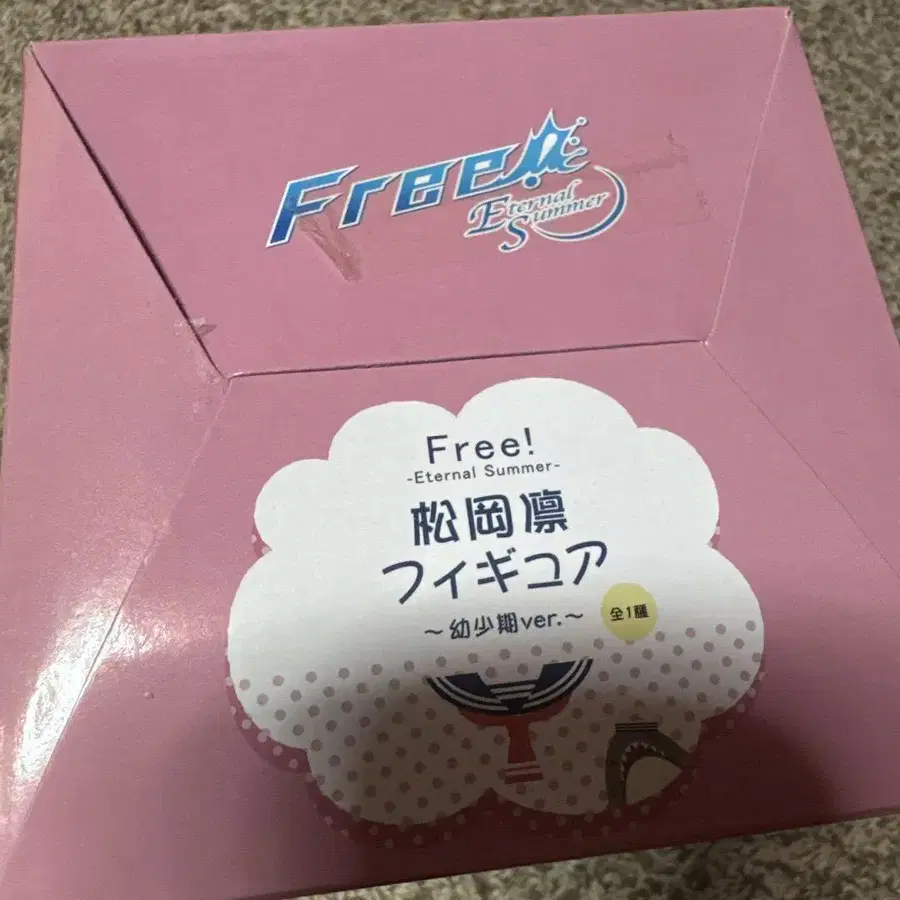 Free!
Eternal
Summer
Free!
-Eternal Summer-
松岡凛
フィギュア
～幼少期ver.～
全1種